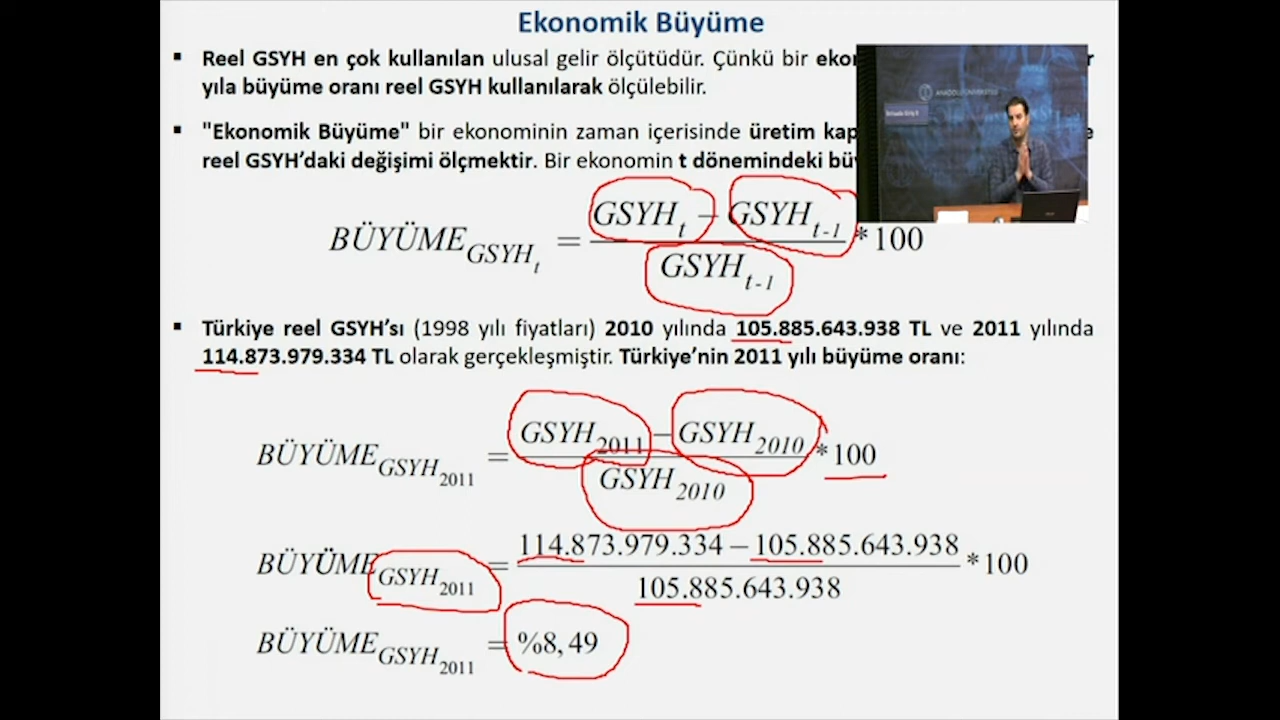 Ekonomik Büyüme
▪ Reel GSYH en çok kullanılan ulusal gelir ölçütüdür. Çünkü bir
yıla büyüme oranı reel GSYH kullanılarak ölçülebilir.
▪ "Ekonomik Büyüme" bir ekonominin zaman içerisinde üretim
reel GSYH'daki değişimi ölçmektir. Bir ekonomin t dönemindeki
ANADOLU ÜNİVERSİTESİ
BÜYÜME_GSYH_t = (GSYH_t − GSYH_t-1) / GSYH_t-1 * 100
▪ Türkiye reel GSYH'sı (1998 yılı fiyatları) 2010 yılında 105.885.643.938 TL ve 2011 yılında
114.873.979.334 TL olarak gerçekleşmiştir. Türkiye'nin 2011 yılı büyüme oranı:
BÜYÜME_GSYH_2011 = (GSYH_2011 − GSYH_2010) / GSYH_2010 * 100
BÜYÜME_GSYH_2011 = (114.873.979.334 − 105.885.643.938) / 105.885.643.938 * 100
BÜYÜME_GSYH_2011 = %8,49